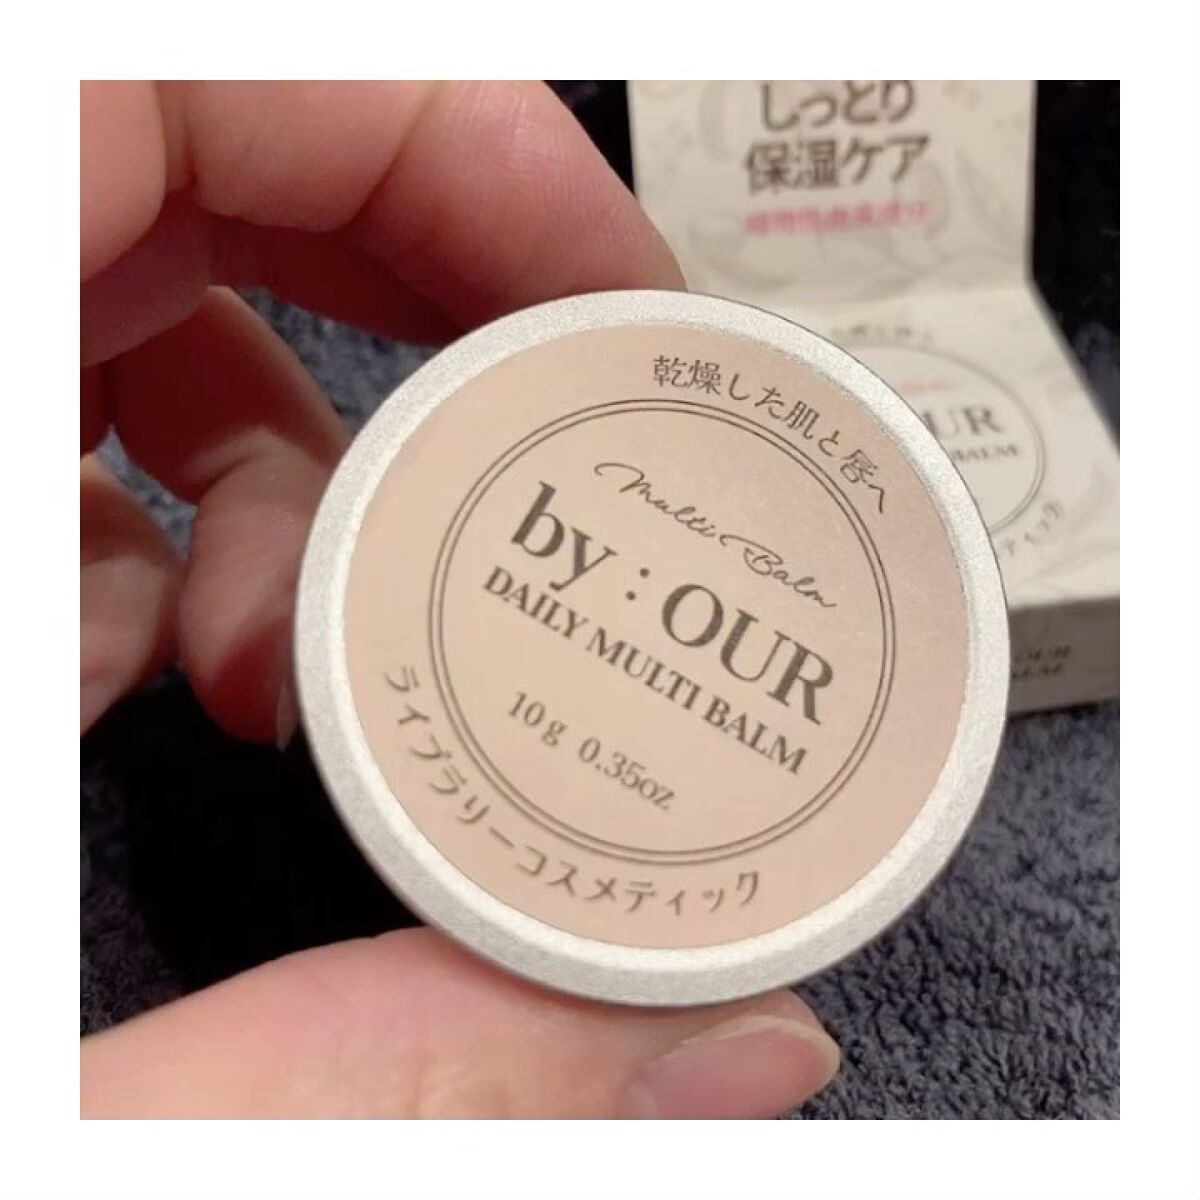 しっとり
保湿ケア
乾燥した肌と唇へ
Multi Balm
by : OUR
DAILY MULTI BALM
10g 0.35oz
ライブラリーコスメティック